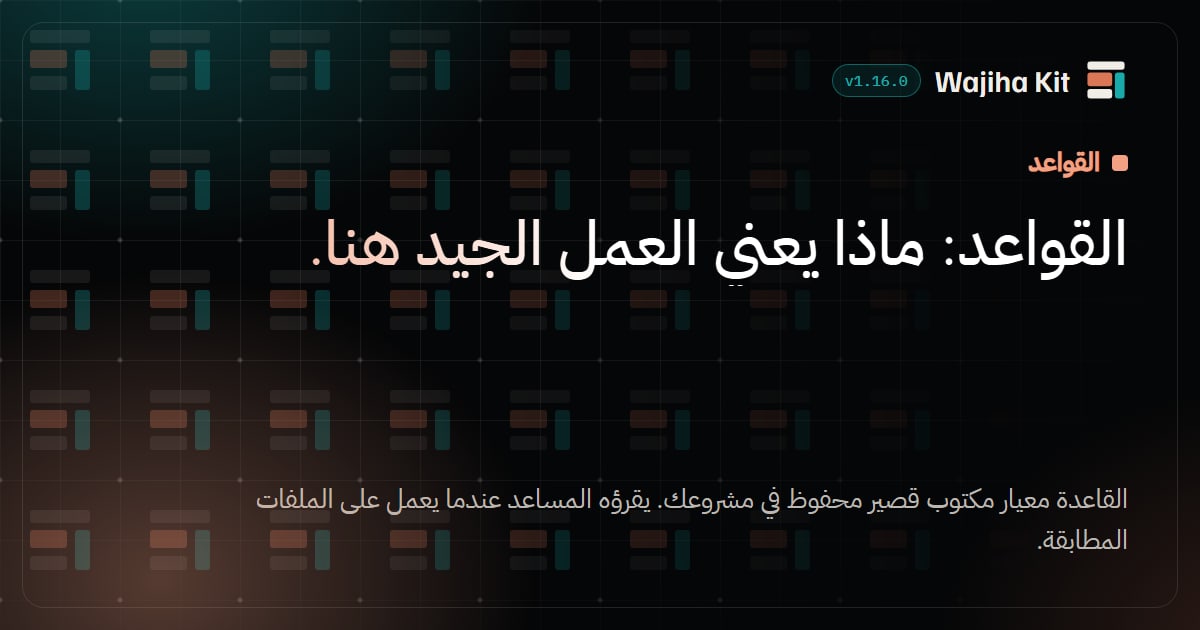 Wajiha Kit
v1.16.0
القواعد
القواعد: ماذا يعني العمل الجيد هنا.
القاعدة معيار مكتوب قصير محفوظ في مشروعك. يقرؤه المساعد عندما يعمل على الملفات
المطابقة.